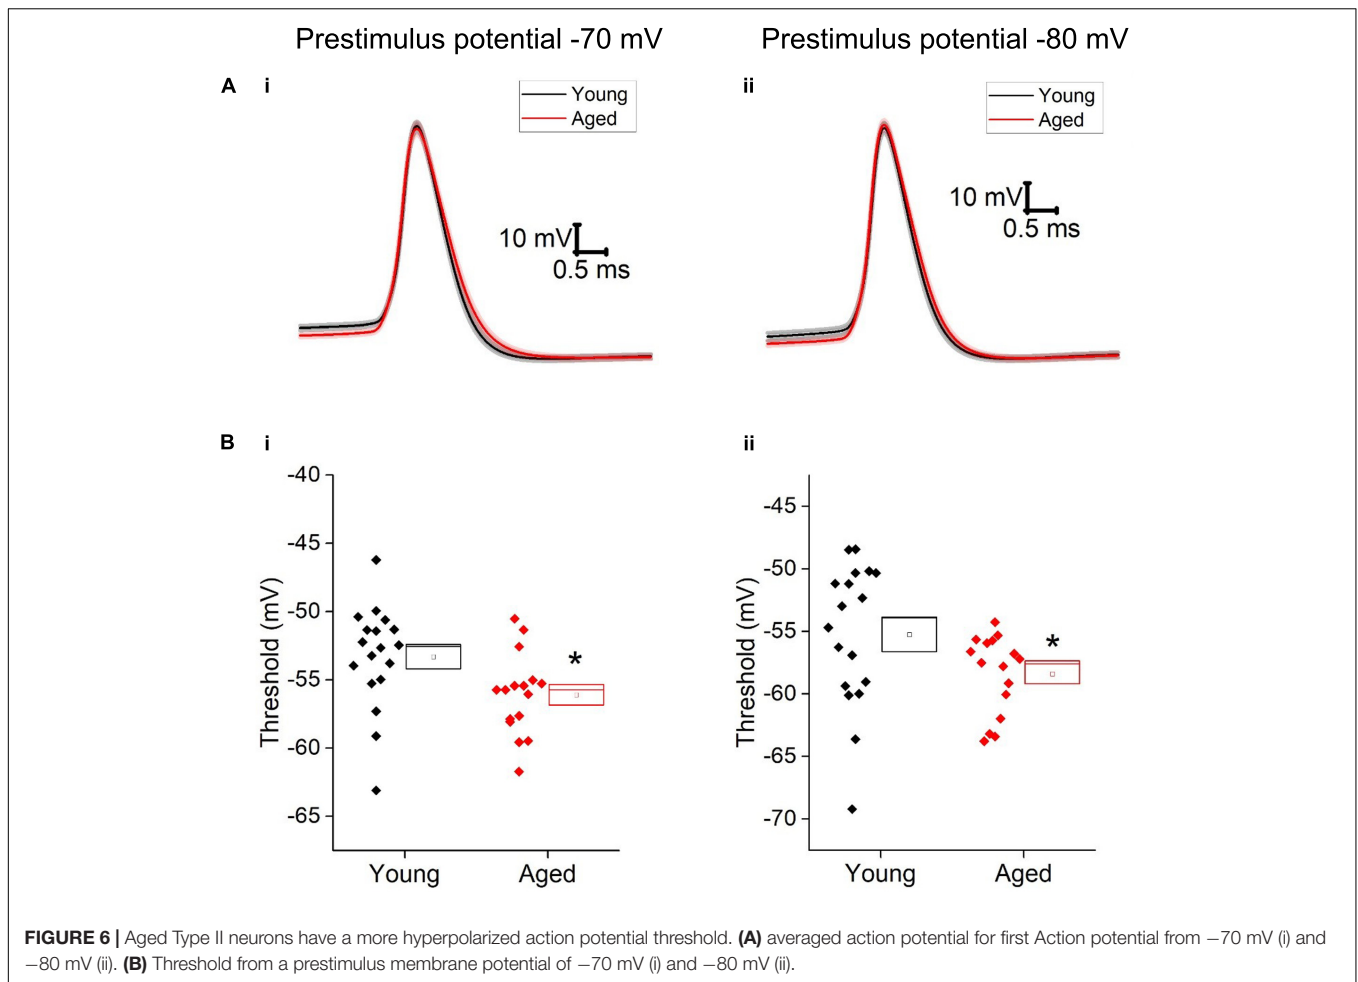 Prestimulus potential -70 mV
Prestimulus potential -80 mV
A i
Young
Aged
10 mV
0.5 ms
ii
Young
Aged
10 mV
0.5 ms
B i
-40
-45
-50
-55
-60
-65
Threshold (mV)
*
Young
Aged
ii
-45
-50
-55
-60
-65
-70
Threshold (mV)
*
Young
Aged
FIGURE 6 | Aged Type II neurons have a more hyperpolarized action potential threshold. (A) averaged action potential for first Action potential from −70 mV (i) and
−80 mV (ii). (B) Threshold from a prestimulus membrane potential of −70 mV (i) and −80 mV (ii).